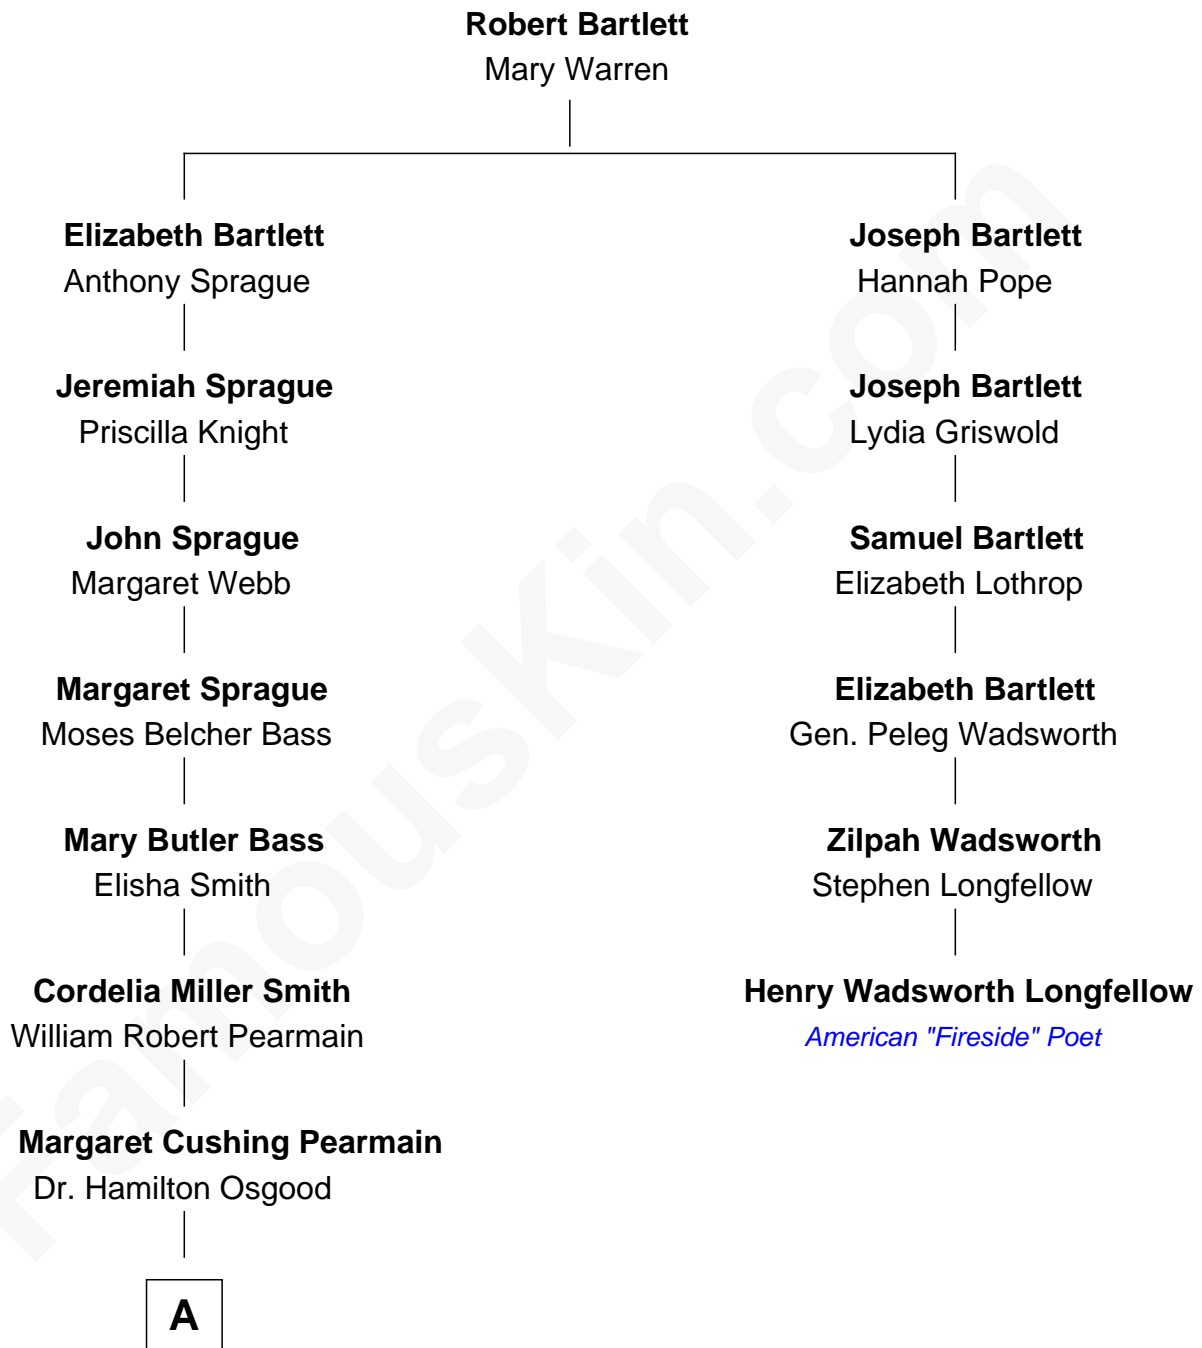 Robert Bartlett
Mary Warren
Elizabeth Bartlett
Anthony Sprague
Joseph Bartlett
Hannah Pope
Jeremiah Sprague
Priscilla Knight
Joseph Bartlett
Lydia Griswold
John Sprague
Margaret Webb
Samuel Bartlett
Elizabeth Lothrop
Margaret Sprague
Moses Belcher Bass
Elizabeth Bartlett
Gen. Peleg Wadsworth
Mary Butler Bass
Elisha Smith
Zilpah Wadsworth
Stephen Longfellow
Cordelia Miller Smith
William Robert Pearmain
Henry Wadsworth Longfellow
American "Fireside" Poet
Margaret Cushing Pearmain
Dr. Hamilton Osgood
A
FamousKin.com